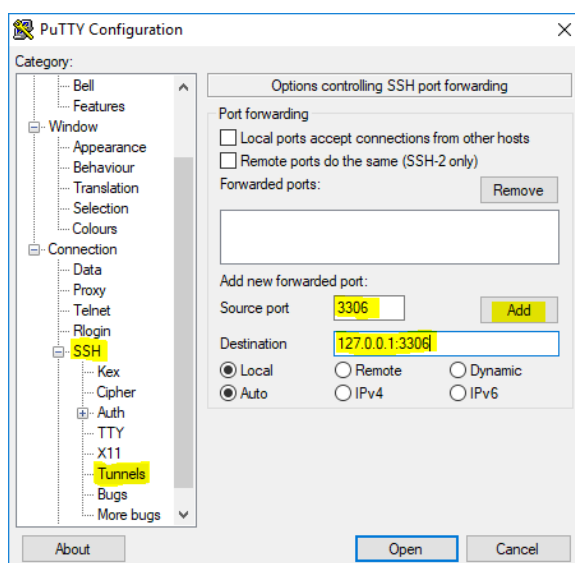 PuTTY Configuration
Category:
Bell
Features
Window
Appearance
Behaviour
Translation
Selection
Colours
Connection
Data
Proxy
Telnet
Rlogin
SSH
Kex
Cipher
Auth
TTY
X11
Tunnels
Bugs
More bugs
Options controlling SSH port forwarding
Port forwarding
Local ports accept connections from other hosts
Remote ports do the same (SSH-2 only)
Forwarded ports:
Remove
Add new forwarded port:
Source port 3306 Add
Destination 127.0.0.1:3306
Local Remote Dynamic
Auto IPv4 IPv6
About Open Cancel